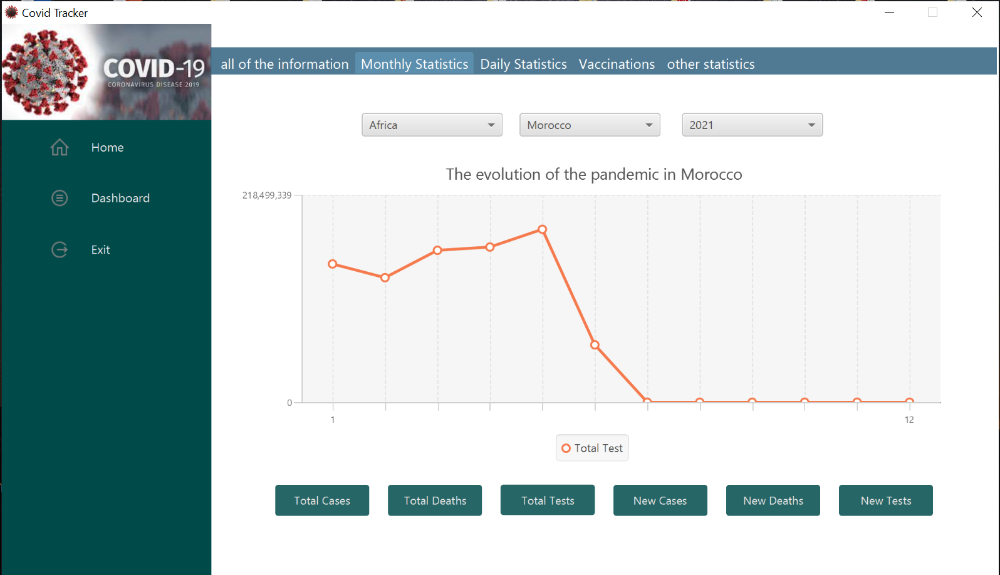 Covid Tracker
COVID-19
CORONAVIRUS DISEASE 2019
all of the information Monthly Statistics Daily Statistics Vaccinations other statistics
Home
Dashboard
Exit
Africa Morocco 2021
The evolution of the pandemic in Morocco
218,499,339
0
1 12
Total Test
Total Cases Total Deaths Total Tests New Cases New Deaths New Tests